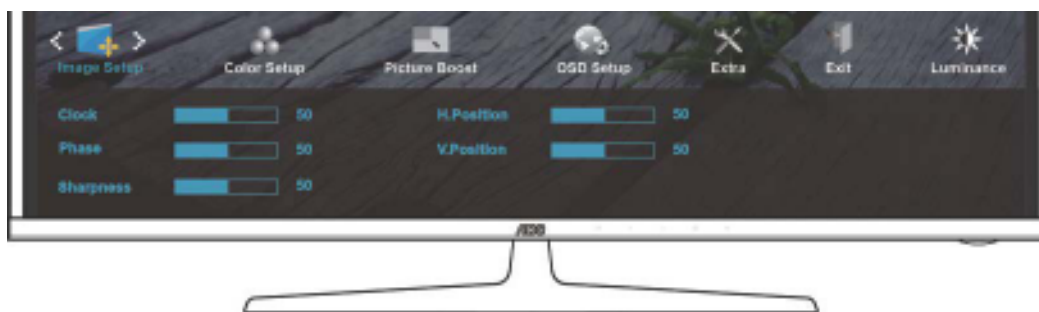 Image Setup Color Setup Picture Boost OSD Setup Extra Exit Luminance
Clock 50 H.Position 50
Phase 50 V.Position 50
Sharpness 50
AOC